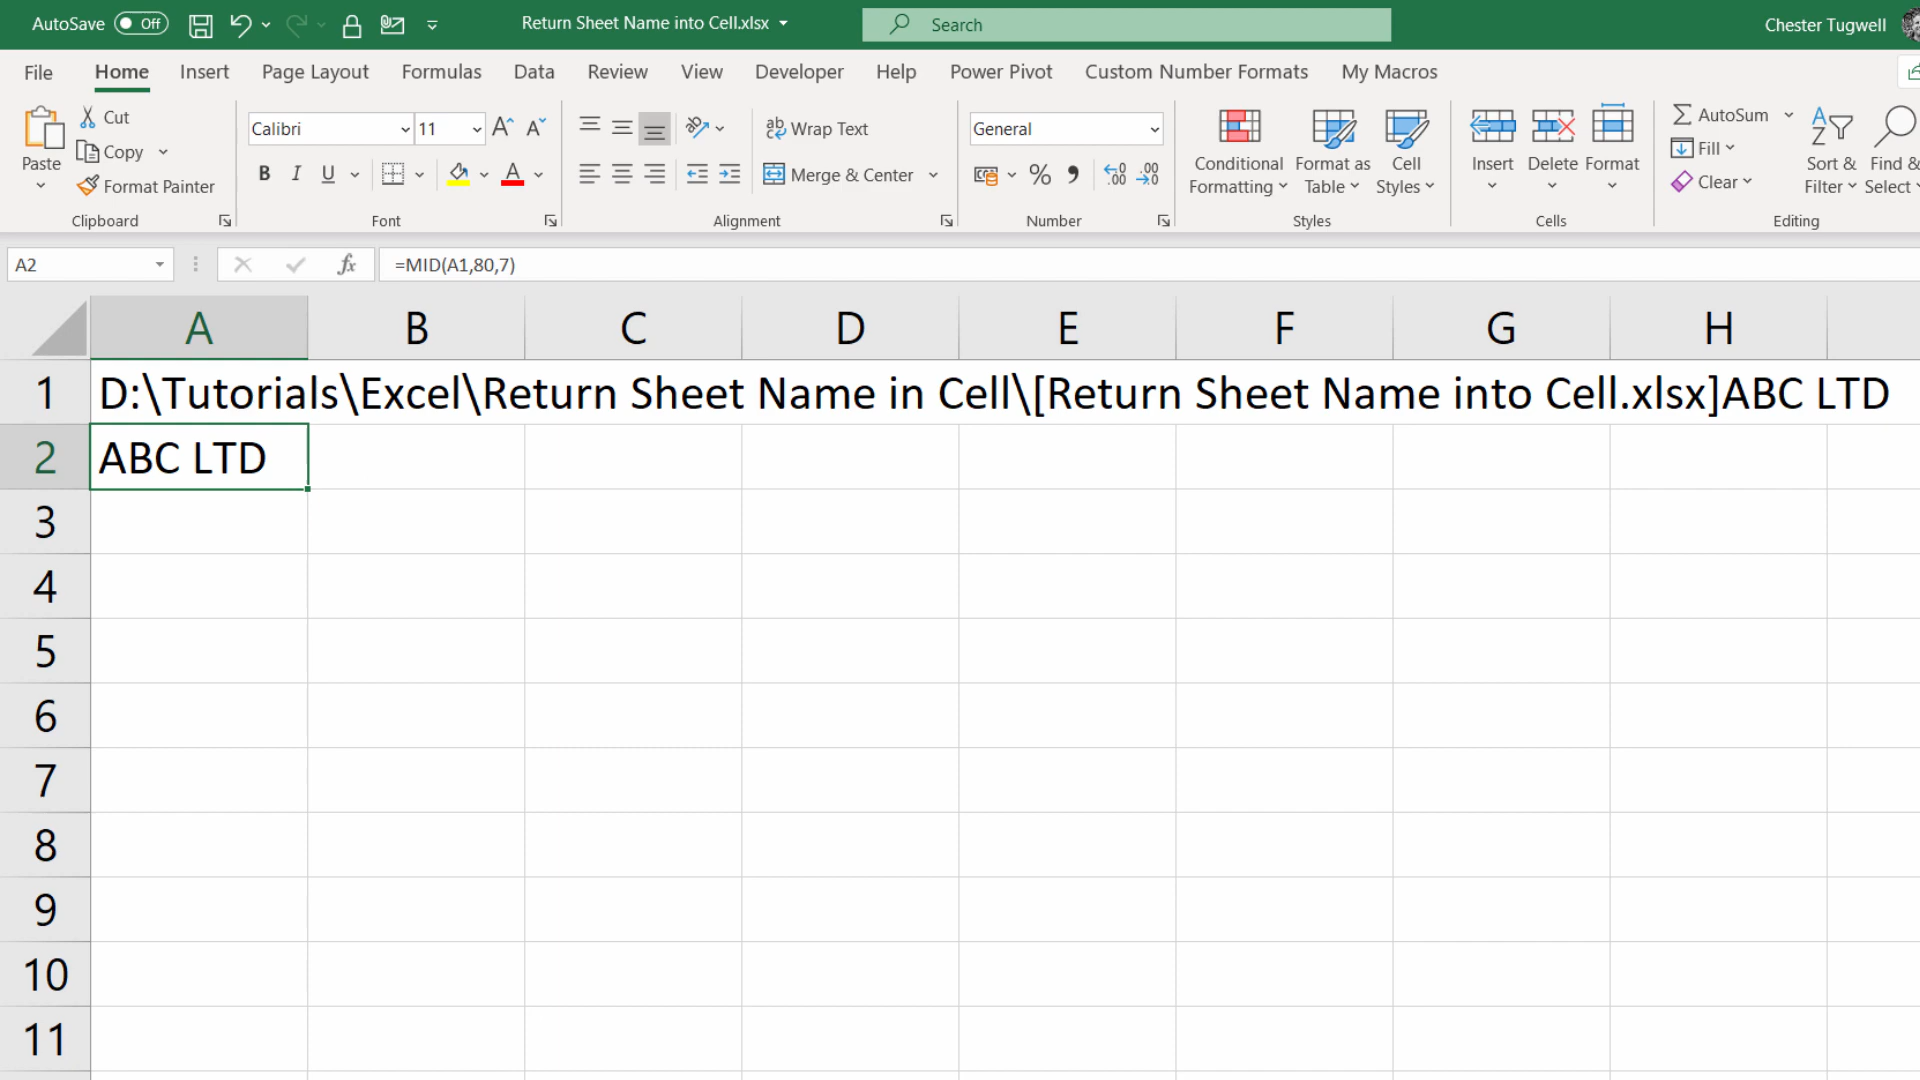 AutoSave Off Return Sheet Name into Cell.xlsx Search Chester Tugwell
File Home Insert Page Layout Formulas Data Review View Developer Help Power Pivot Custom Number Formats My Macros
Paste
Cut
Copy
Format Painter
Clipboard
Calibri 11
B I U A
Font
ab Wrap Text
Merge & Center
Alignment
General
% .00
Number
Conditional Formatting
Format as Table
Cell Styles
Styles
Insert Delete Format
Cells
AutoSum
Fill
Clear
Sort & Filter
Find & Select
Editing
A2 fx =MID(A1,80,7)
A B C D E F G H
1 D:\Tutorials\Excel\Return Sheet Name in Cell\[Return Sheet Name into Cell.xlsx]ABC LTD
2 ABC LTD
3
4
5
6
7
8
9
10
11